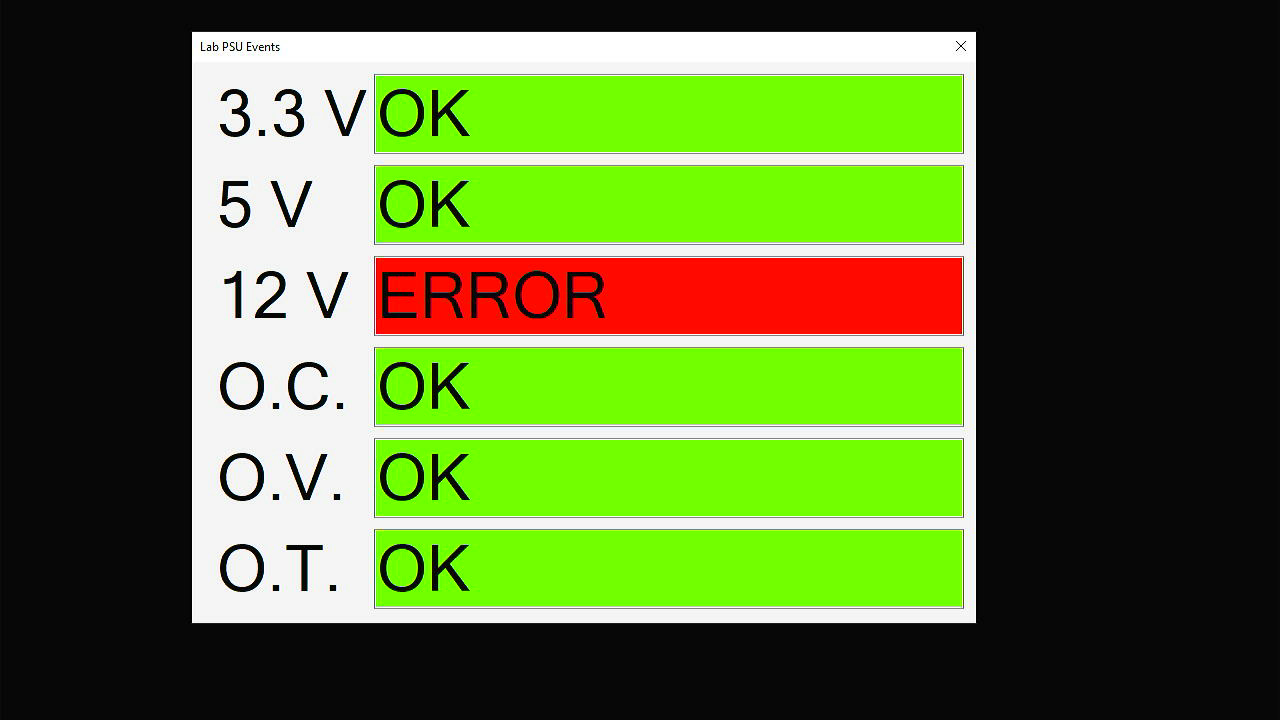 Lab PSU Events
3.3 V OK
5 V OK
12 V ERROR
O.C. OK
O.V. OK
O.T. OK